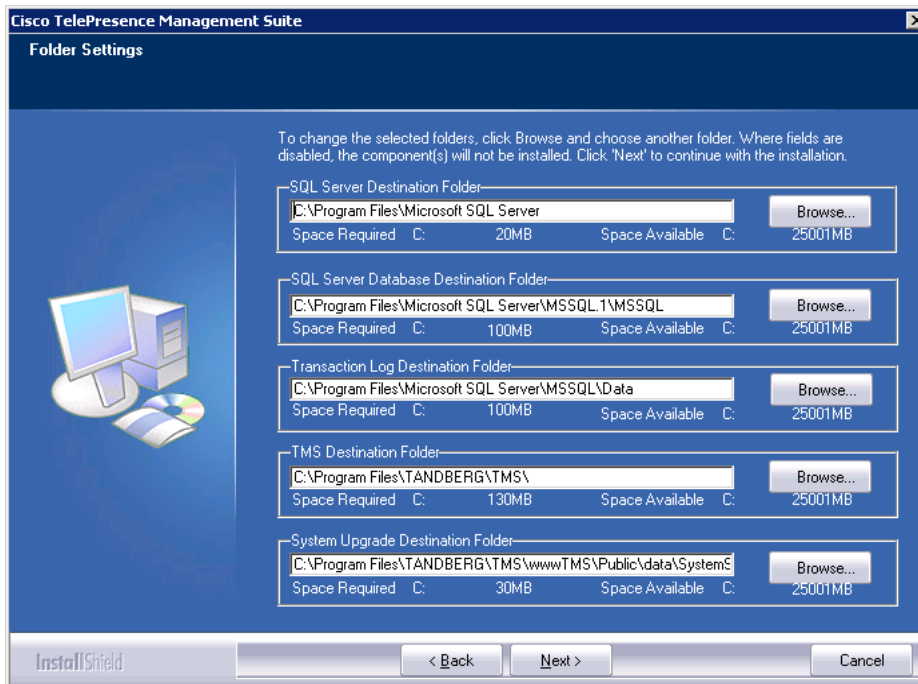 Cisco TelePresence Management Suite
Folder Settings
To change the selected folders, click Browse and choose another folder. Where fields are
disabled, the component(s) will not be installed. Click 'Next' to continue with the installation.
SQL Server Destination Folder
C:\Program Files\Microsoft SQL Server Browse...
Space Required C: 20MB Space Available C: 25001MB
SQL Server Database Destination Folder
C:\Program Files\Microsoft SQL Server\MSSQL.1\MSSQL Browse...
Space Required C: 100MB Space Available C: 25001MB
Transaction Log Destination Folder
C:\Program Files\Microsoft SQL Server\MSSQL\Data Browse...
Space Required C: 100MB Space Available C: 25001MB
TMS Destination Folder
C:\Program Files\TANDBERG\TMS\ Browse...
Space Required C: 130MB Space Available C: 25001MB
System Upgrade Destination Folder
C:\Program Files\TANDBERG\TMS\wwwTMS\Public\data\SystemS Browse...
Space Required C: 30MB Space Available C: 25001MB
InstallShield < Back Next > Cancel